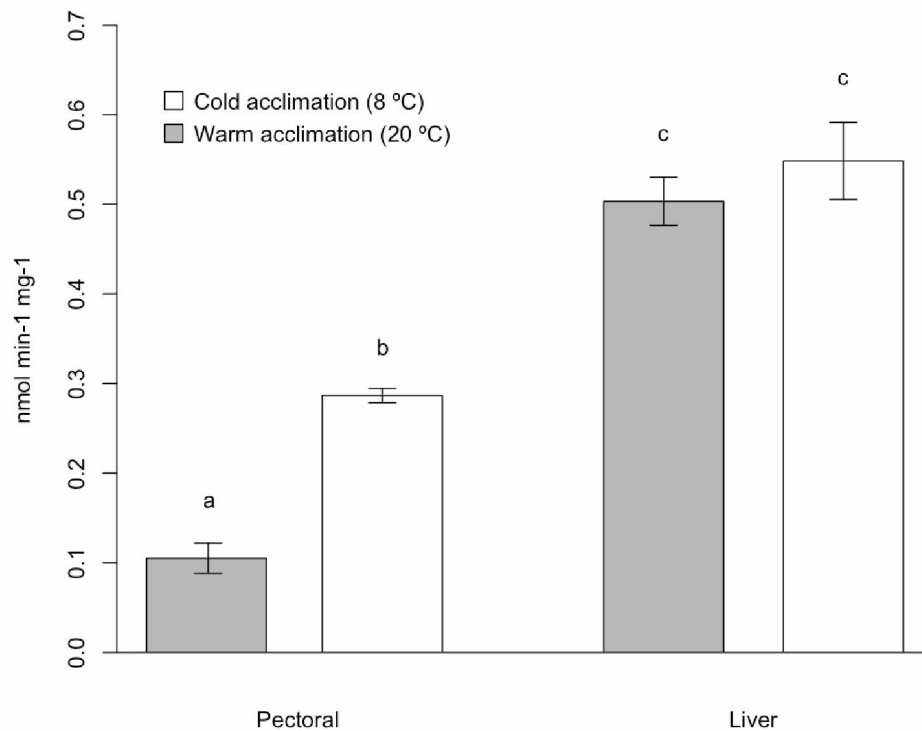 nmol min-1 mg-1
0.7
0.6
0.5
0.4
0.3
0.2
0.1
0.0
Cold acclimation (8 ºC)
Warm acclimation (20 ºC)
a
b
c
c
Pectoral
Liver